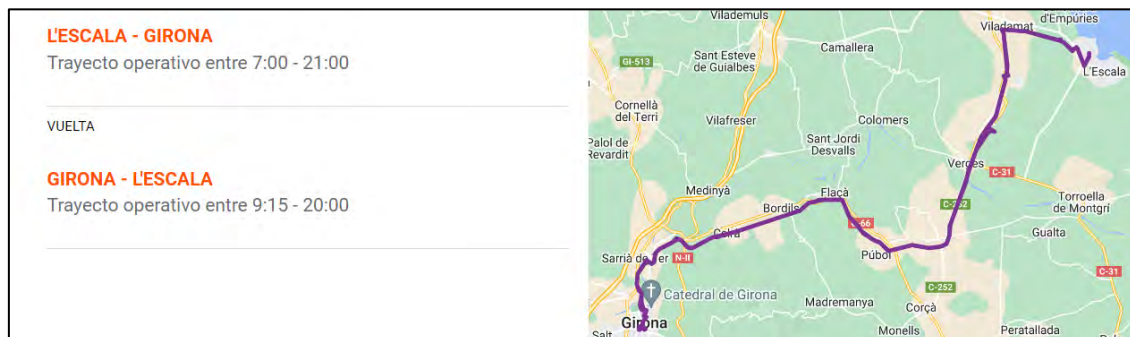 L'ESCALA - GIRONA
Trayecto operativo entre 7:00 - 21:00
VUELTA
GIRONA - L'ESCALA
Trayecto operativo entre 9:15 - 20:00
Vilademuls
d'Empúries
Viladamat
L'Escala
Camallera
Sant Esteve
de Guialbes
GI-513
Cornellà
del Terri
Vilafreser
Colomers
Sant Jordi
Desvalls
Palol de
Revardit
Verges
C-31
Medinyà
Flaçà
Bordils
Torroella
de Montgrí
C-252
C-66
Gualta
Celrà
Púbol
Sarrià de Ter
N-II
C-31
Catedral de Girona
C-252
Madremanya
Corçà
Girona
Salt
Monells
Peratallada